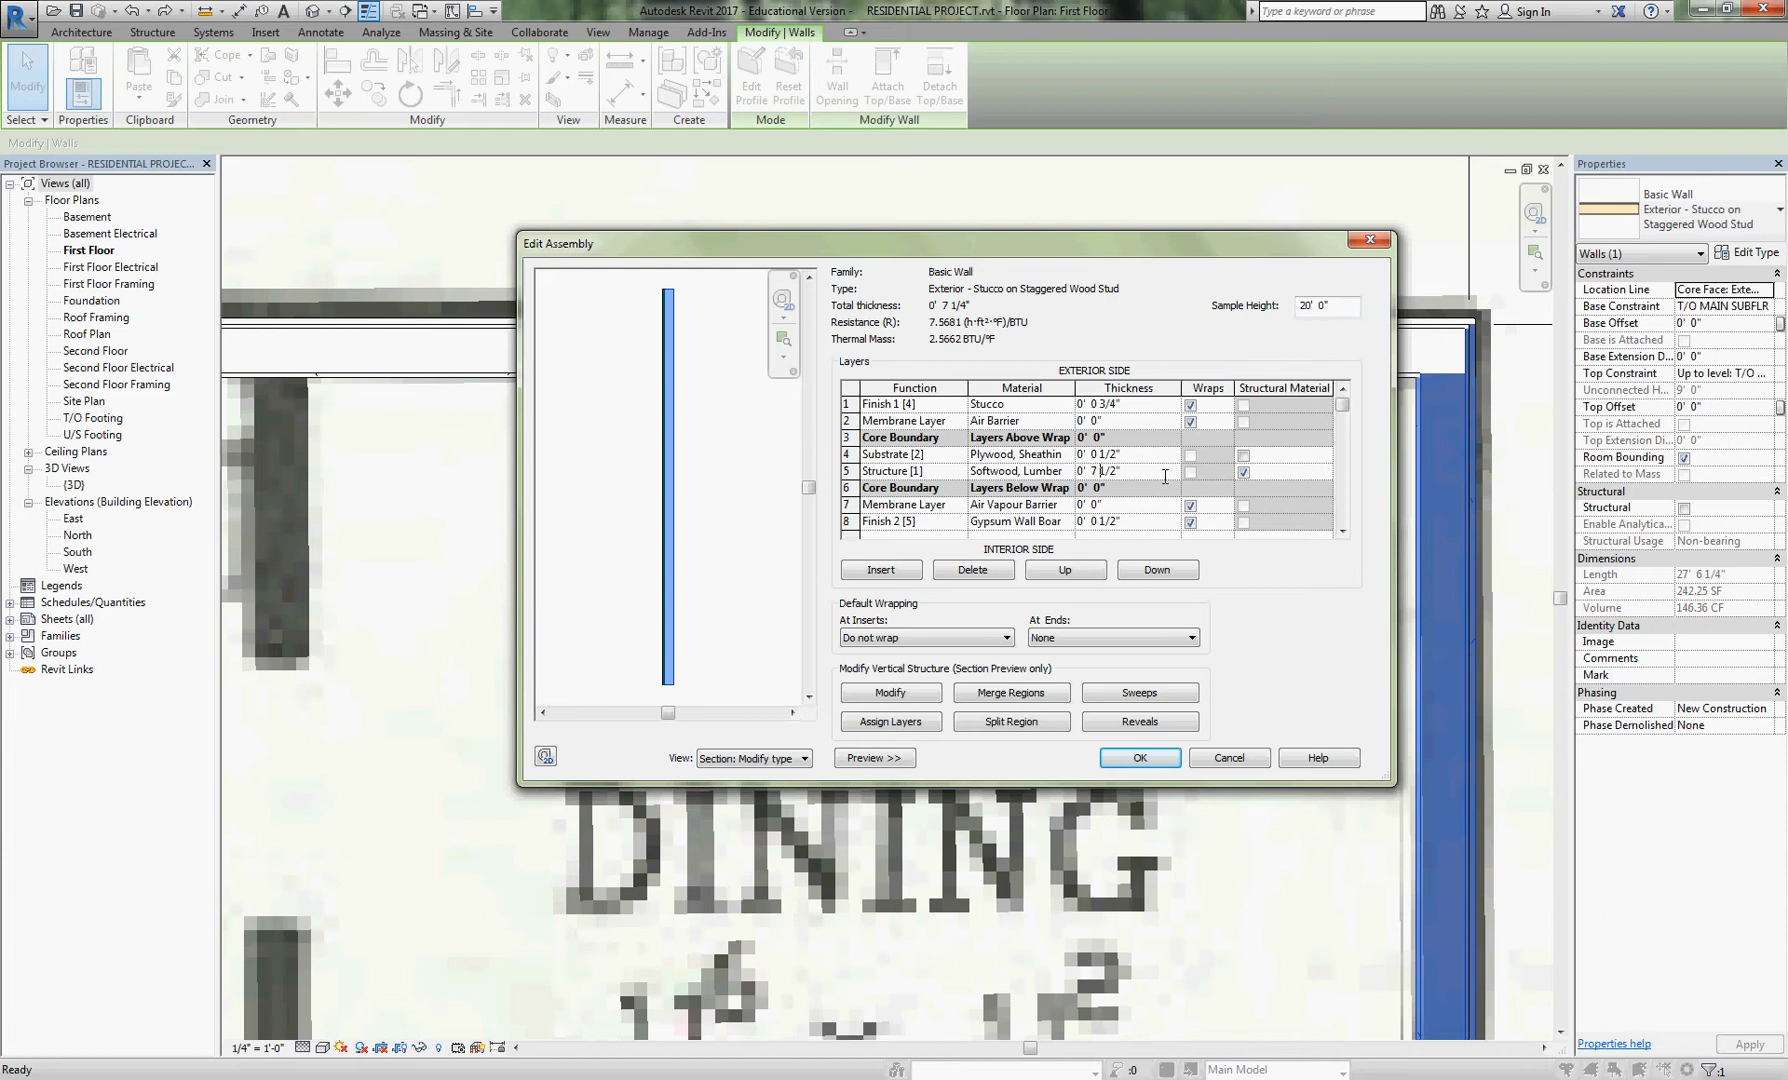 Autodesk Revit 2017 - Educational Version - RESIDENTIAL PROJECT.rvt - Floor Plan: First Floor
Type a keyword or phrase
Sign In
Architecture Structure Systems Insert Annotate Analyze Massing & Site Collaborate View Manage Add-Ins Modify | Walls
Modify
Paste
Cope
Cut
Join
Edit Profile
Reset Profile
Wall Opening
Attach Top/Base
Detach Top/Base
Select Properties Clipboard Geometry Modify View Measure Create Mode Modify Wall
Modify | Walls
Project Browser - RESIDENTIAL PROJEC...
Views (all)
Floor Plans
Basement
Basement Electrical
First Floor
First Floor Electrical
First Floor Framing
Foundation
Roof Framing
Roof Plan
Second Floor
Second Floor Electrical
Second Floor Framing
Site Plan
T/O Footing
U/S Footing
Ceiling Plans
3D Views
{3D}
Elevations (Building Elevation)
East
North
South
West
Legends
Schedules/Quantities
Sheets (all)
Families
Groups
Revit Links
Edit Assembly
Family: Basic Wall
Type: Exterior - Stucco on Staggered Wood Stud
Total thickness: 0' 7 1/4"
Sample Height: 20' 0"
Resistance (R): 7.5681 (h·ft²·°F)/BTU
Thermal Mass: 2.5662 BTU/°F
Layers
EXTERIOR SIDE
Function Material Thickness Wraps Structural Material
1 Finish 1 [4] Stucco 0' 0 3/4"
2 Membrane Layer Air Barrier 0' 0"
3 Core Boundary Layers Above Wrap 0' 0"
4 Substrate [2] Plywood, Sheathin 0' 0 1/2"
5 Structure [1] Softwood, Lumber 0' 7 1/2"
6 Core Boundary Layers Below Wrap 0' 0"
7 Membrane Layer Air Vapour Barrier 0' 0"
8 Finish 2 [5] Gypsum Wall Boar 0' 0 1/2"
INTERIOR SIDE
Insert Delete Up Down
Default Wrapping
At Inserts: At Ends:
Do not wrap None
Modify Vertical Structure (Section Preview only)
Modify Merge Regions Sweeps
Assign Layers Split Region Reveals
View: Section: Modify type Preview >> OK Cancel Help
2D
DINING
Properties
Basic Wall
Exterior - Stucco on
Staggered Wood Stud
Walls (1) Edit Type
Constraints
Location Line Core Face: Exte...
Base Constraint T/O MAIN SUBFLR
Base Offset 0' 0"
Base is Attached
Base Extension D... 0' 0"
Top Constraint Up to level: T/O ...
Unconnected H... 9' 0"
Top Offset 0' 0"
Top is Attached
Top Extension Di... 0' 0"
Room Bounding
Related to Mass
Structural
Structural
Enable Analytica...
Structural Usage Non-bearing
Dimensions
Length 27' 6 1/4"
Area 242.25 SF
Volume 146.36 CF
Identity Data
Image
Comments
Mark
Phasing
Phase Created New Construction
Phase Demolished None
Properties help Apply
1/4" = 1'-0"
Ready
:0
Main Model
:1